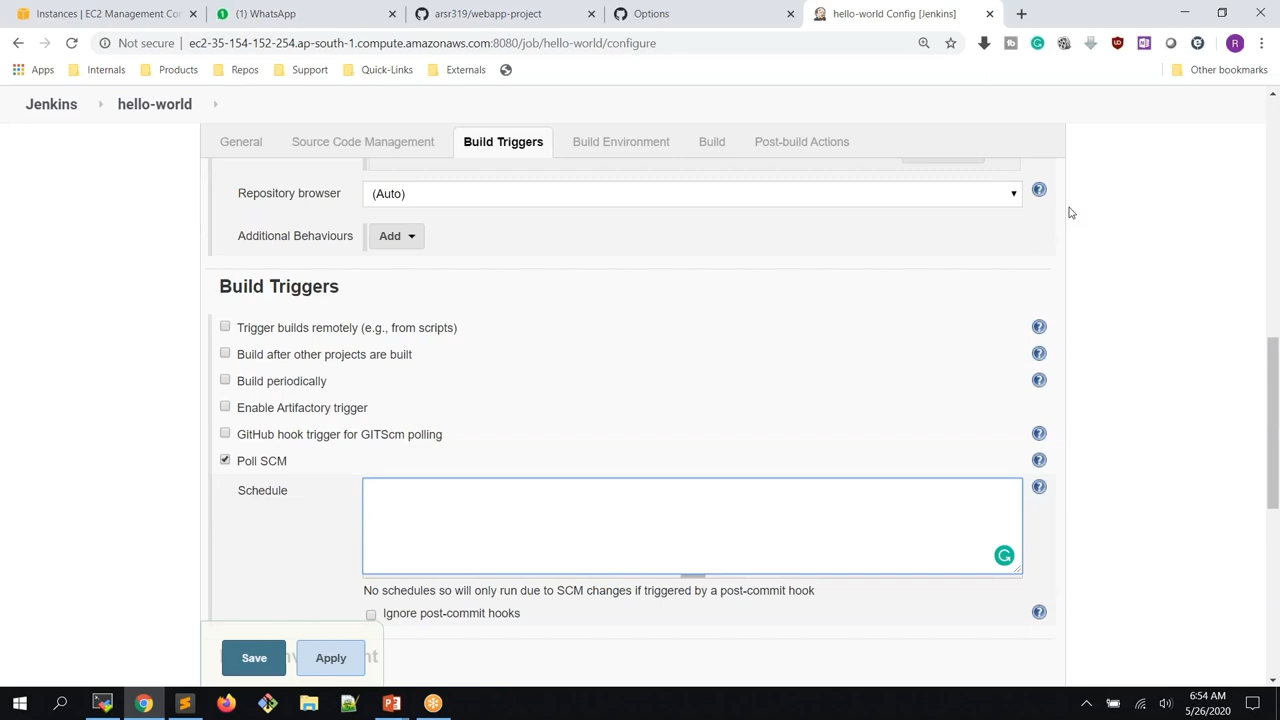 Instances | EC2 Management Con
(1) WhatsApp
arsr319/webapp-project
Options
hello-world Config [Jenkins]
Not secure | ec2-35-154-152-254.ap-south-1.compute.amazonaws.com:8080/job/hello-world/configure
Apps Internals Products Repos Support Quick-Links Externals Other bookmarks
Jenkins hello-world
General Source Code Management Build Triggers Build Environment Build Post-build Actions
Repository browser (Auto)
Additional Behaviours Add
Build Triggers
Trigger builds remotely (e.g., from scripts)
Build after other projects are built
Build periodically
Enable Artifactory trigger
GitHub hook trigger for GITScm polling
Poll SCM
Schedule
No schedules so will only run due to SCM changes if triggered by a post-commit hook
Ignore post-commit hooks
Save Apply
6:54 AM
5/26/2020